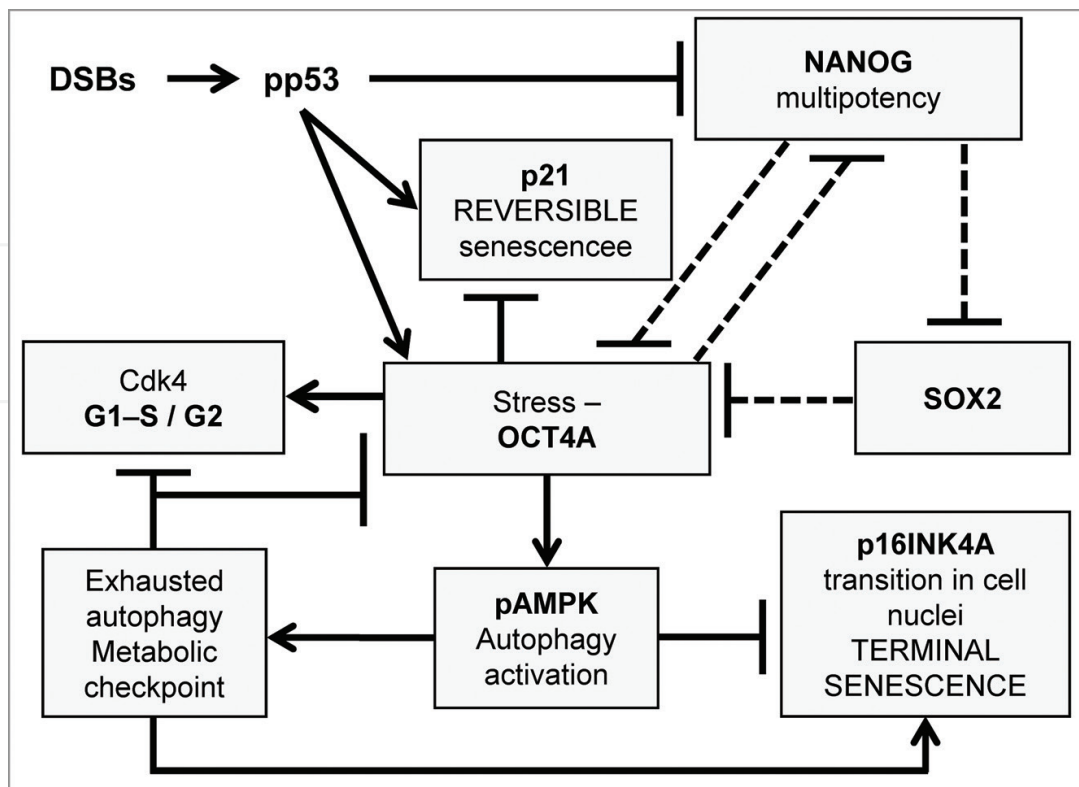 DSBs
pp53
NANOG
multipotency
p21
REVERSIBLE
senescencee
Cdk4
G1–S / G2
Stress –
OCT4A
SOX2
Exhausted
autophagy
Metabolic
checkpoint
pAMPK
Autophagy
activation
p16INK4A
transition in cell
nuclei
TERMINAL
SENESCENCE